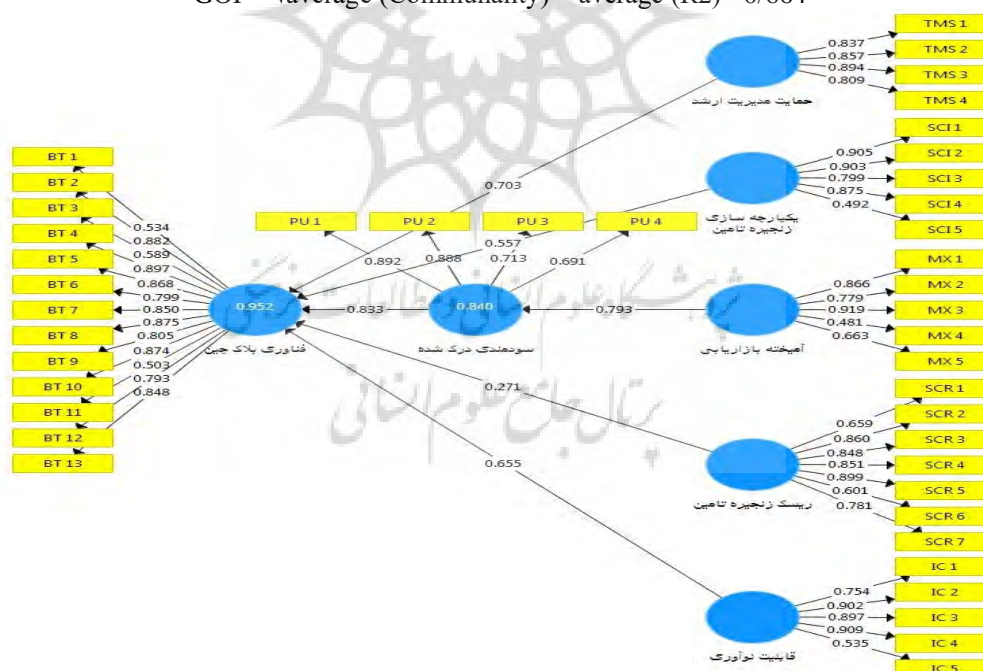 average (Communality) * average (R2)
TMS 1
0.837
TMS 2
0.857
TMS 3
0.894
TMS 4
0.809
حمایت مدیریت ارشد
SCI 1
0.905
SCI 2
0.903
SCI 3
0.799
SCI 4
0.875
SCI 5
0.492
یکپارچه سازی
زنجیره تامین
BT 1
BT 2
BT 3
BT 4
BT 5
BT 6
BT 7
BT 8
BT 9
BT 10
BT 11
BT 12
BT 13
0.534
0.882
0.589
0.897
0.868
0.799
0.850
0.875
0.805
0.874
0.503
0.793
0.848
0.703
0.557
PU 1
PU 2
PU 3
PU 4
0.892
0.888
0.713
0.691
0.952
فناوری بلاک چین
0.833
0.840
سودمندی درک شده
0.793
آمیخته بازاریابی
MX 1
MX 2
MX 3
MX 4
MX 5
0.866
0.779
0.919
0.481
0.663
پژوهشگاه علوم انسانی و مطالعات فرهنگی
پرتال جامع علوم انسانی
0.271
SCR 1
SCR 2
SCR 3
SCR 4
SCR 5
SCR 6
SCR 7
0.659
0.860
0.848
0.851
0.899
0.601
0.781
ریسک زنجیره تامین
0.655
IC 1
IC 2
IC 3
IC 4
IC 5
0.754
0.902
0.897
0.909
0.535
قابلیت نوآوری